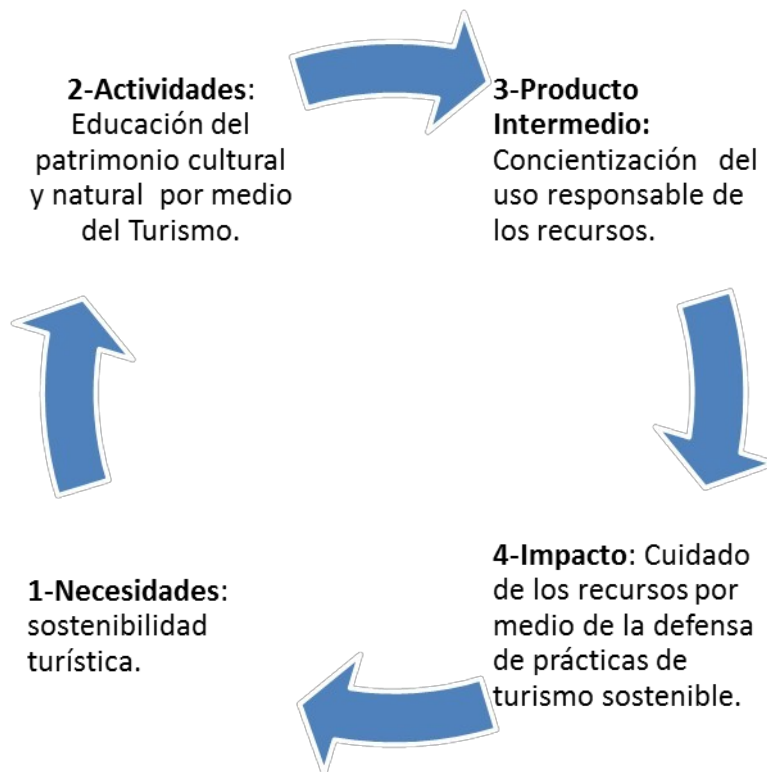 2-Actividades:
Educación del
patrimonio cultural
y natural por medio
del Turismo.
3-Producto
Intermedio:
Concientización del
uso responsable de
los recursos.
4-Impacto: Cuidado
de los recursos por
medio de la defensa
de prácticas de
turismo sostenible.
1-Necesidades:
sostenibilidad
turística.